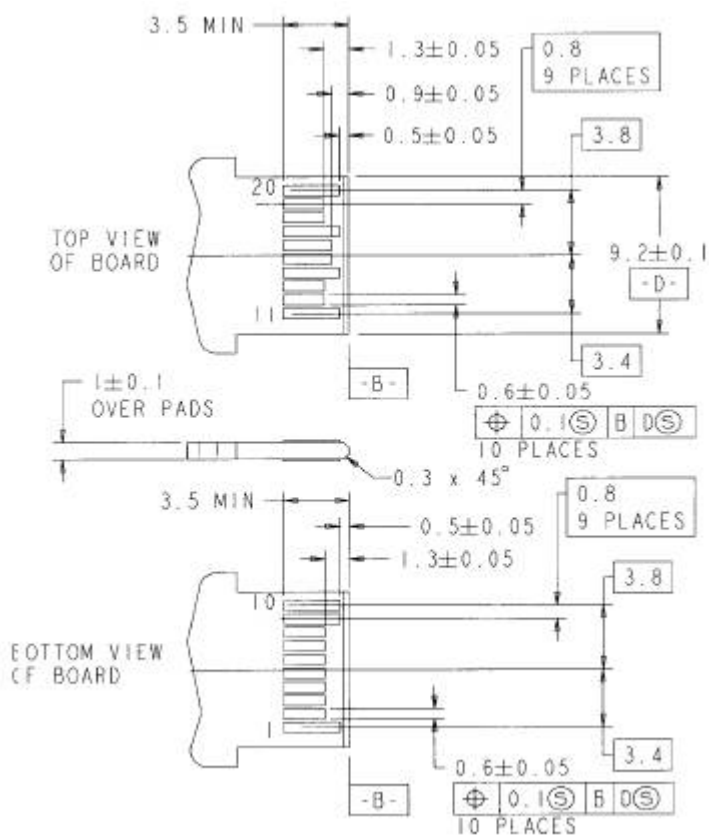 3.5 MIN
1.3±0.05
0.8
9 PLACES
0.9±0.05
0.5±0.05
3.8
20
TOP VIEW
OF BOARD
9.2±0.1
-D-
11
3.4
1±0.1
OVER PADS
-B-
0.6±0.05
⌖ 0.1Ⓢ B DⓈ
10 PLACES
0.3 x 45°
3.5 MIN
0.8
9 PLACES
0.5±0.05
1.3±0.05
3.8
10
BOTTOM VIEW
OF BOARD
1
3.4
0.6±0.05
-B-
⌖ 0.1Ⓢ B DⓈ
10 PLACES